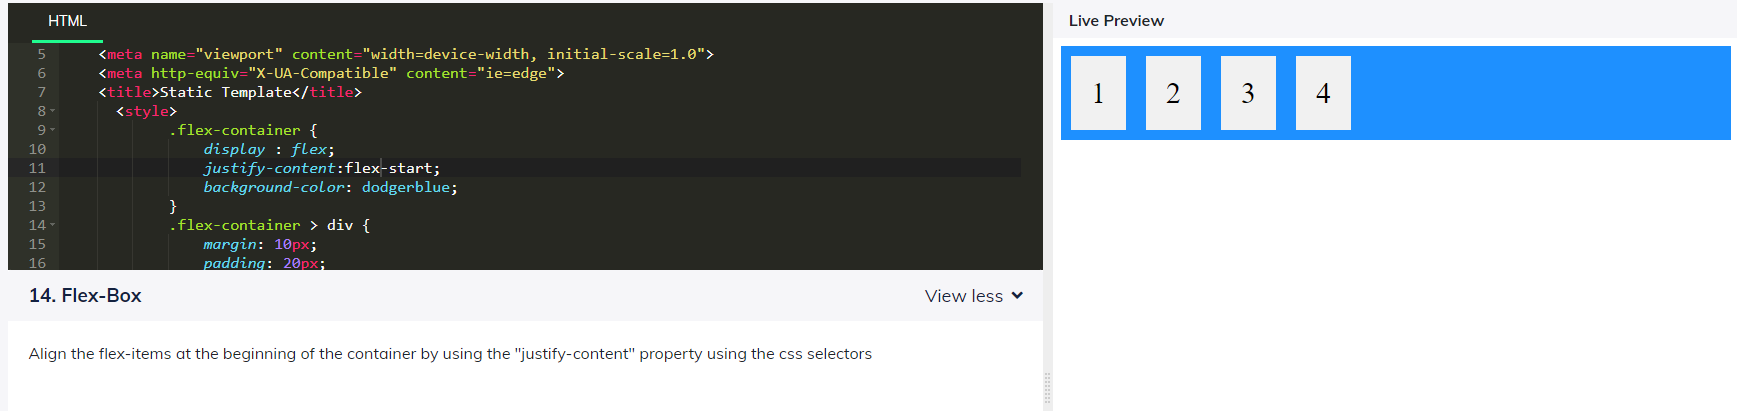 HTML
5 <meta name="viewport" content="width=device-width, initial-scale=1.0">
6 <meta http-equiv="X-UA-Compatible" content="ie=edge">
7 <title>Static Template</title>
8 <style>
9 .flex-container {
10 display : flex;
11 justify-content:flex-start;
12 background-color: dodgerblue;
13 }
14 .flex-container > div {
15 margin: 10px;
16 padding: 20px;
14. Flex-Box
View less
Align the flex-items at the beginning of the container by using the "justify-content" property using the css selectors
Live Preview
1 2 3 4